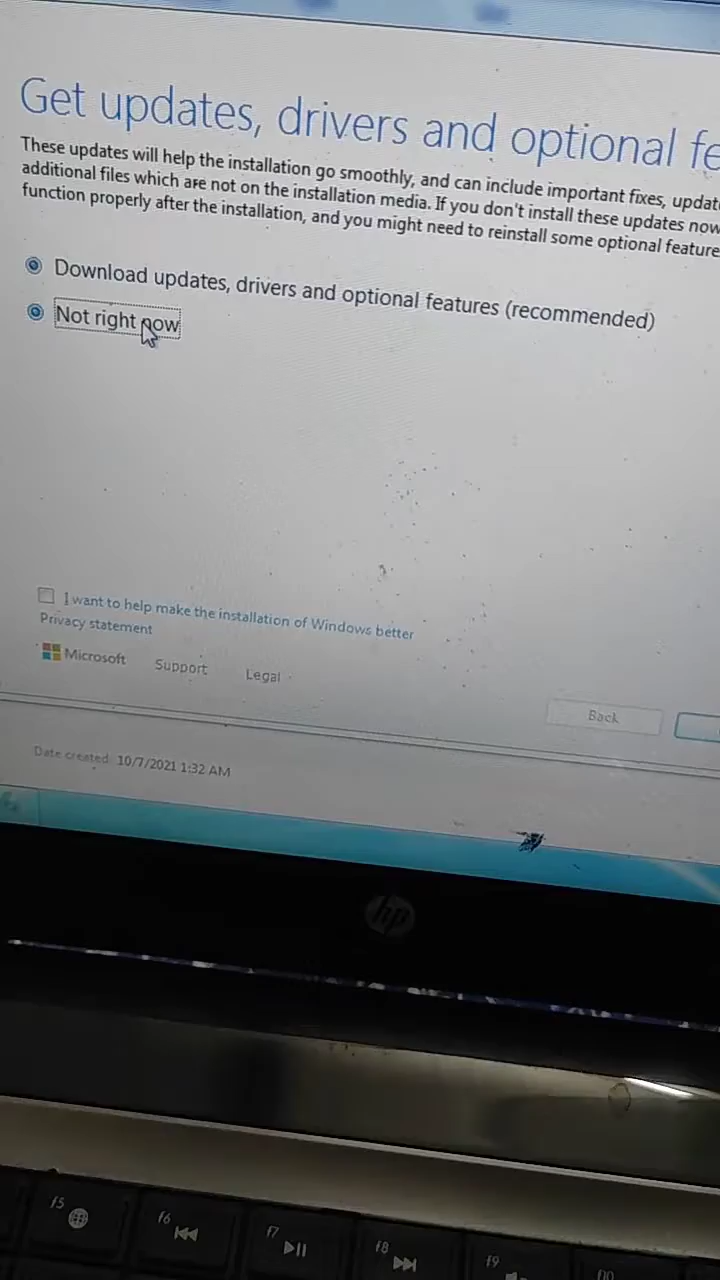 Get updates, drivers and optional fe
These updates will help the installation go smoothly, and can include important fixes, updat
additional files which are not on the installation media. If you don't install these updates now
function properly after the installation, and you might need to reinstall some optional feature
Download updates, drivers and optional features (recommended)
Not right now
I want to help make the installation of Windows better
Privacy statement
Microsoft Support Legal
Back
Date created: 10/7/2021 1:32 AM
hp
f5 f6 f7 f8 f9 f10